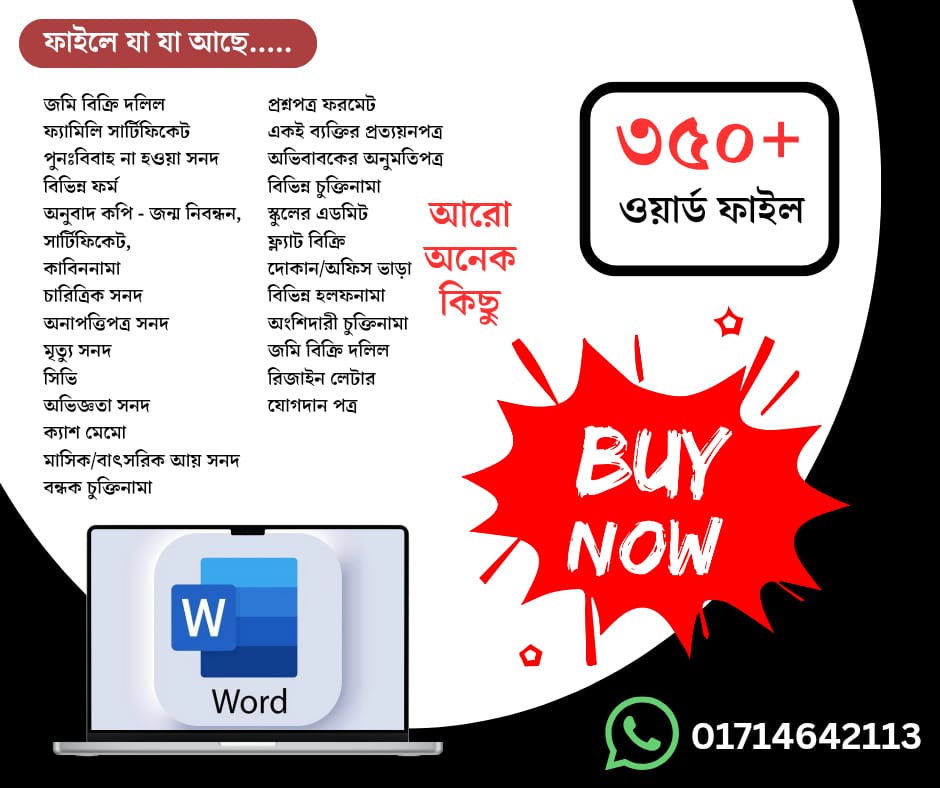 ফাইলে যা যা আছে.....
জমি বিক্রি দলিল
ফ্যামিলি সার্টিফিকেট
পুনঃবিবাহ না হওয়া সনদ
বিভিন্ন ফর্ম
অনুবাদ কপি - জন্ম নিবন্ধন,
সার্টিফিকেট,
কাবিননামা
চারিত্রিক সনদ
অনাপত্তিপত্র সনদ
মৃত্যু সনদ
সিভি
অভিজ্ঞতা সনদ
ক্যাশ মেমো
মাসিক/বাৎসরিক আয় সনদ
বন্ধক চুক্তিনামা
প্রশ্নপত্র ফরমেট
একই ব্যক্তির প্রত্যয়নপত্র
অভিবাবকের অনুমতিপত্র
বিভিন্ন চুক্তিনামা
স্কুলের এডমিট
ফ্ল্যাট বিক্রি
দোকান/অফিস ভাড়া
বিভিন্ন হলফনামা
অংশিদারী চুক্তিনামা
জমি বিক্রি দলিল
রিজাইন লেটার
যোগদান পত্র
আরো
অনেক
কিছু
৩৫০+
ওয়ার্ড ফাইল
BUY
NOW
W
Word
01714642113